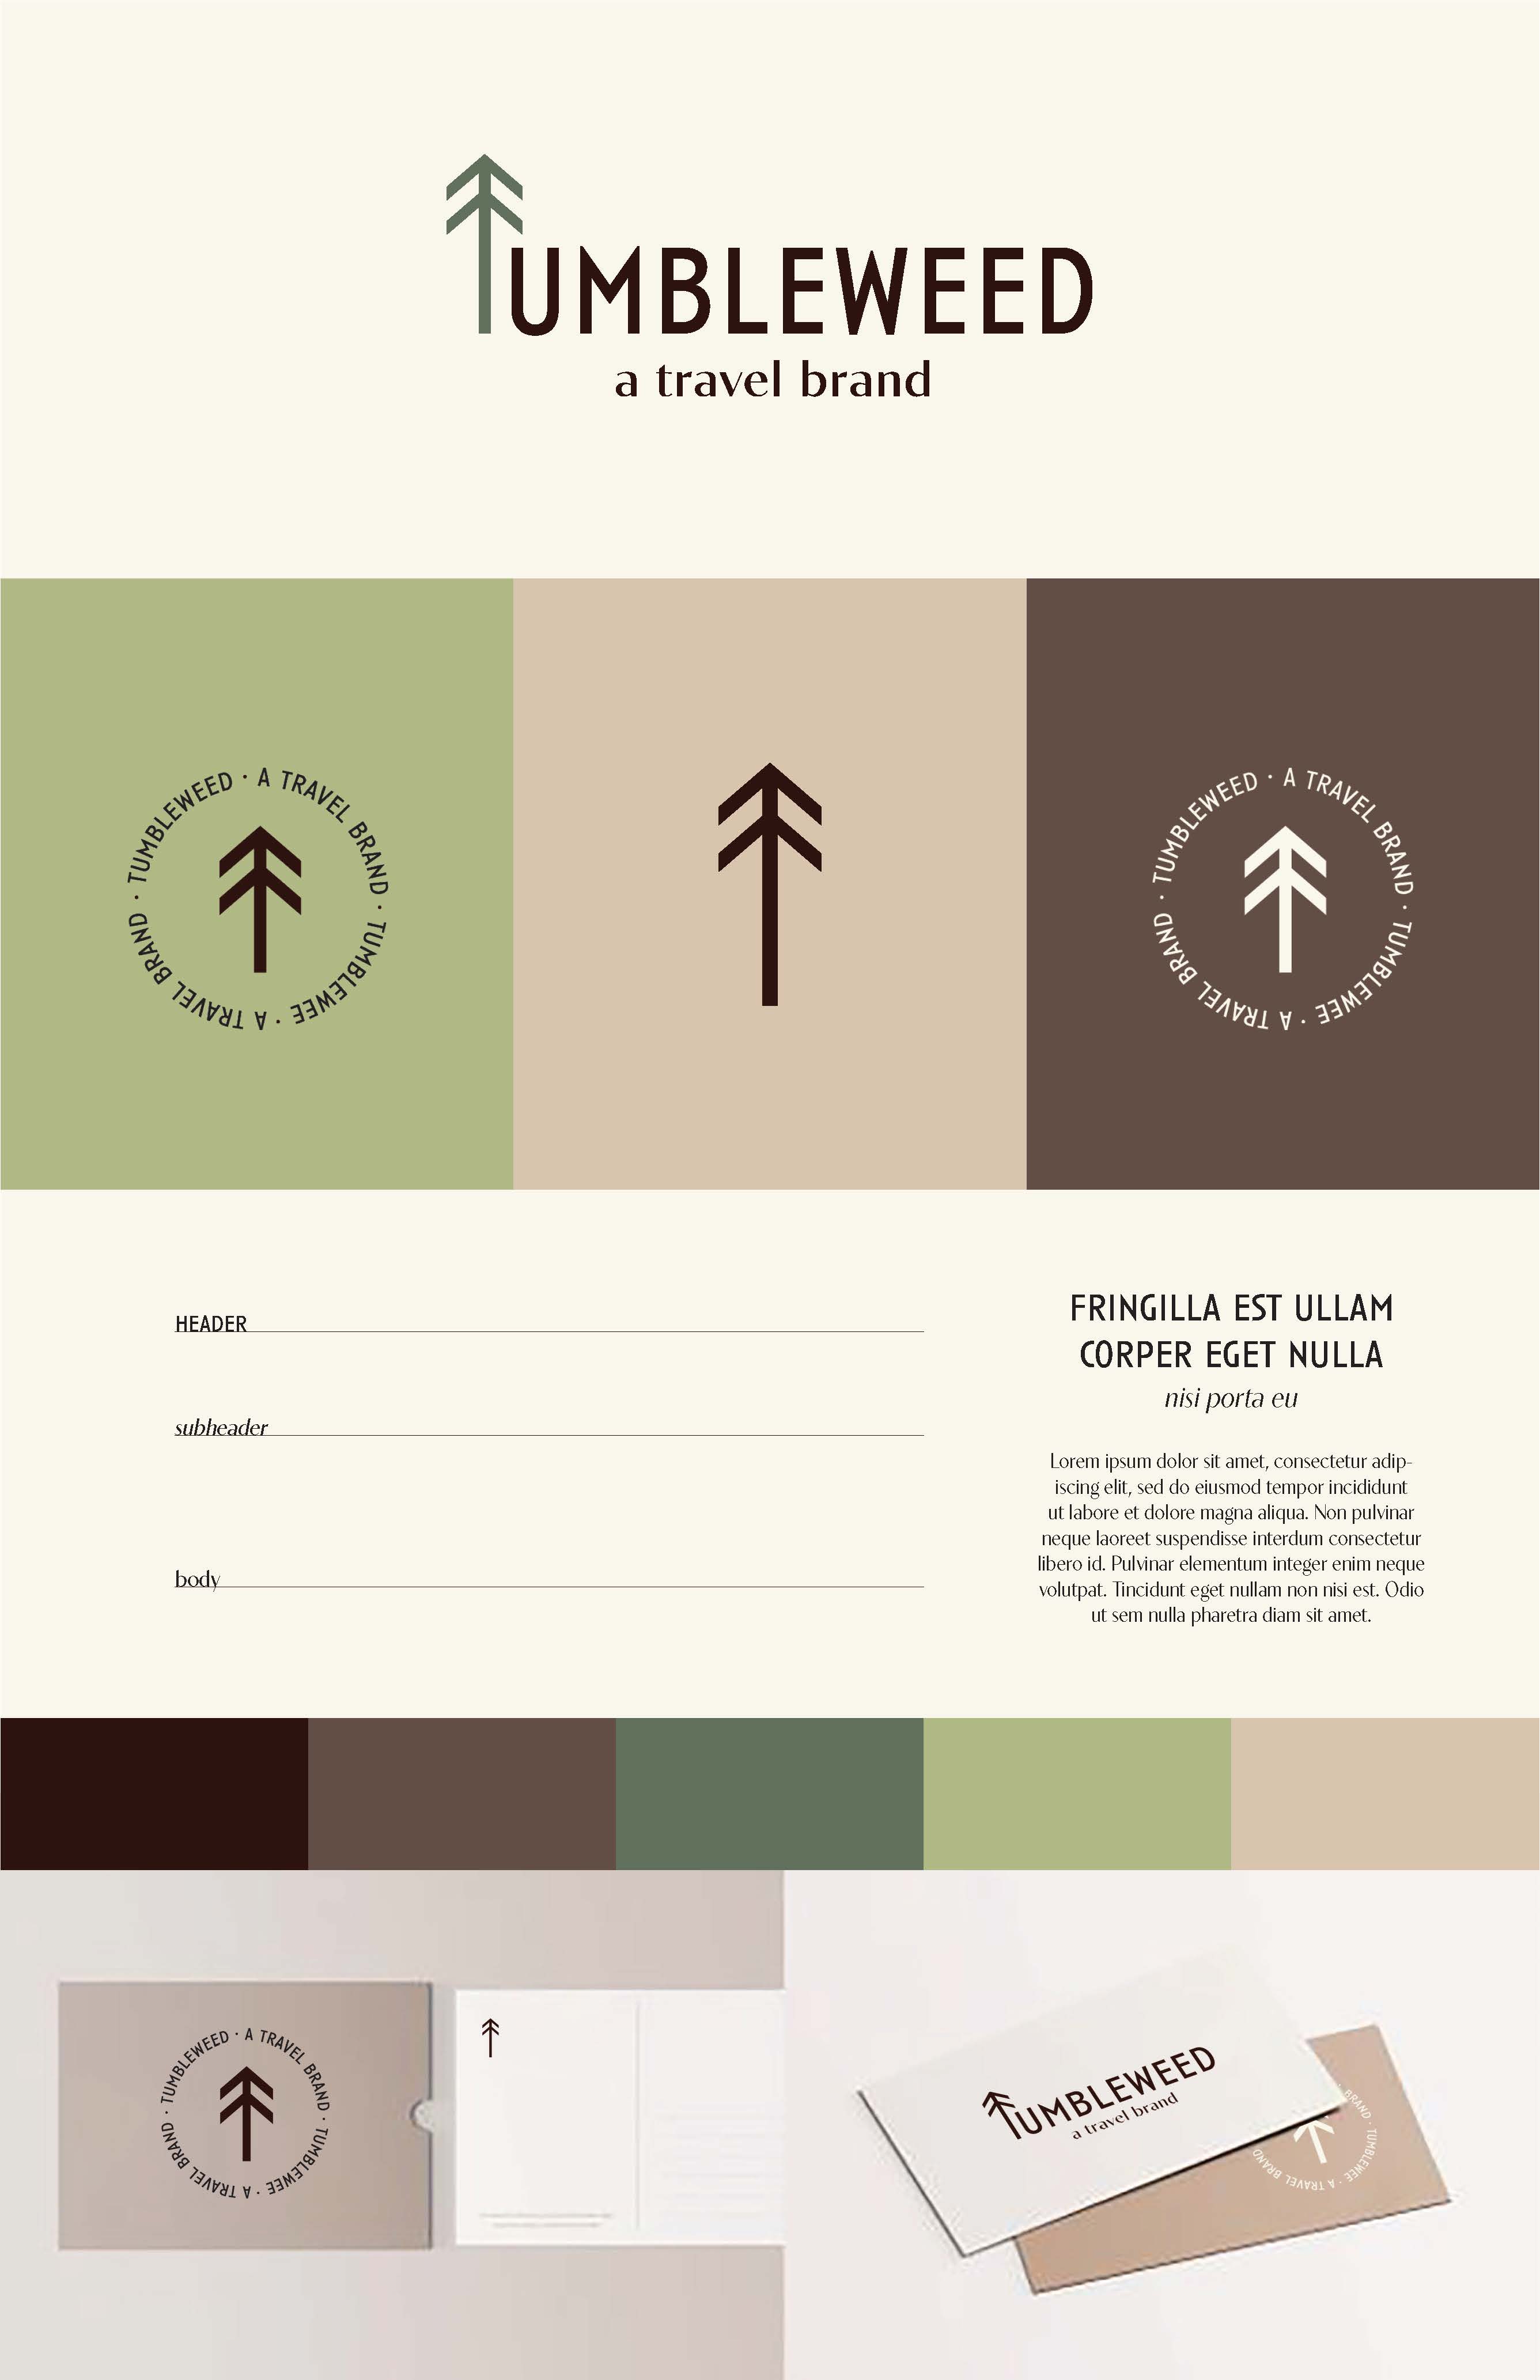 TUMBLEWEED
a travel brand
TUMBLEWEED · A TRAVEL BRAND · TUMBLEWEE · A TRAVEL BRAND ·
TUMBLEWEED · A TRAVEL BRAND · TUMBLEWEE · A TRAVEL BRAND ·
HEADER
subheader
body
FRINGILLA EST ULLAM
CORPER EGET NULLA
nisi porta eu
Lorem ipsum dolor sit amet, consectetur adip-
iscing elit, sed do eiusmod tempor incididunt
ut labore et dolore magna aliqua. Non pulvinar
neque laoreet suspendisse interdum consectetur
libero id. Pulvinar elementum integer enim neque
volutpat. Tincidunt eget nullam non nisi est. Odio
ut sem nulla pharetra diam sit amet.
TUMBLEWEED · A TRAVEL BRAND · TUMBLEWEE · A TRAVEL BRAND ·
TUMBLEWEED
a travel brand
BRAND · TUMBLEWEE · A TRAVEL BRAND